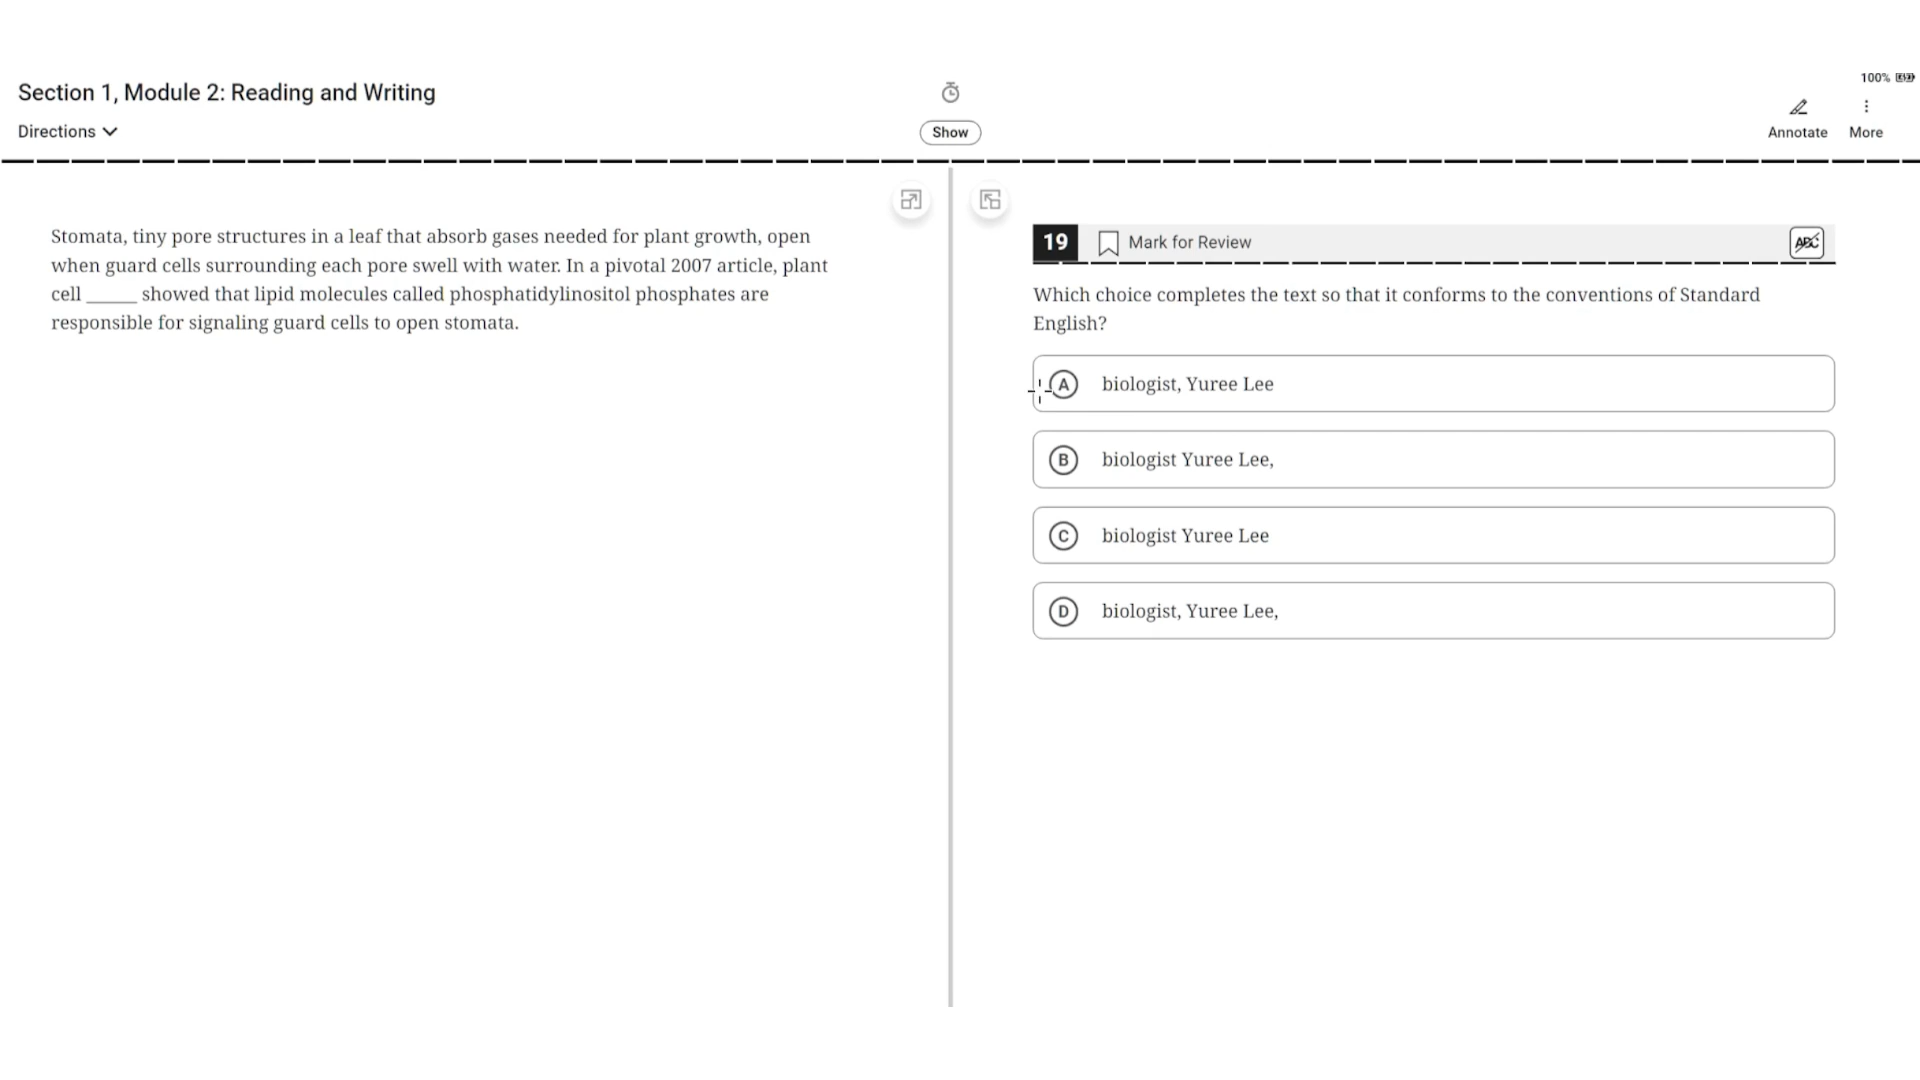 100%
Section 1, Module 2: Reading and Writing
Directions
Show
Annotate
More
Stomata, tiny pore structures in a leaf that absorb gases needed for plant growth, open
when guard cells surrounding each pore swell with water. In a pivotal 2007 article, plant
cell ______ showed that lipid molecules called phosphatidylinositol phosphates are
responsible for signaling guard cells to open stomata.
19
Mark for Review
ABC
Which choice completes the text so that it conforms to the conventions of Standard
English?
A biologist, Yuree Lee
B biologist Yuree Lee,
C biologist Yuree Lee
D biologist, Yuree Lee,